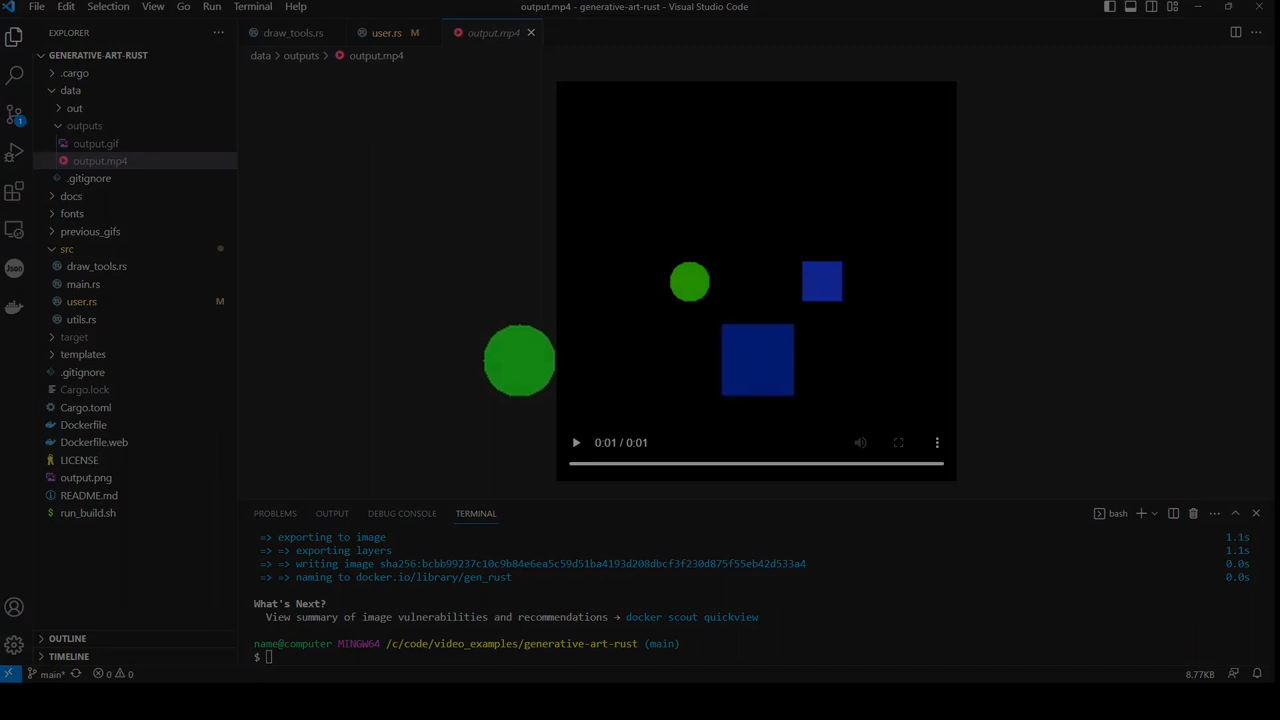 File Edit Selection View Go Run Terminal Help
output.mp4 - generative-art-rust - Visual Studio Code
EXPLORER
GENERATIVE-ART-RUST
.cargo
data
out
outputs
output.gif
output.mp4
.gitignore
docs
fonts
previous_gifs
src
draw_tools.rs
main.rs
user.rs M
utils.rs
target
templates
.gitignore
Cargo.lock
Cargo.toml
Dockerfile
Dockerfile.web
LICENSE
output.png
README.md
run_build.sh
OUTLINE
TIMELINE
1
Json
draw_tools.rs user.rs M output.mp4
data > outputs > output.mp4
0:01 / 0:01
PROBLEMS OUTPUT DEBUG CONSOLE TERMINAL
bash
=> exporting to image 1.1s
=> => exporting layers 1.1s
=> => writing image sha256:bcbb99237c10c9b84e6ea5c59d51ba4193d208dbcf3f230d875f55eb42d533a4 0.0s
=> => naming to docker.io/library/gen_rust 0.0s
What's Next?
View summary of image vulnerabilities and recommendations → docker scout quickview
name@computer MINGW64 /c/code/video_examples/generative-art-rust (main)
$
main* 0 0
8.77KB